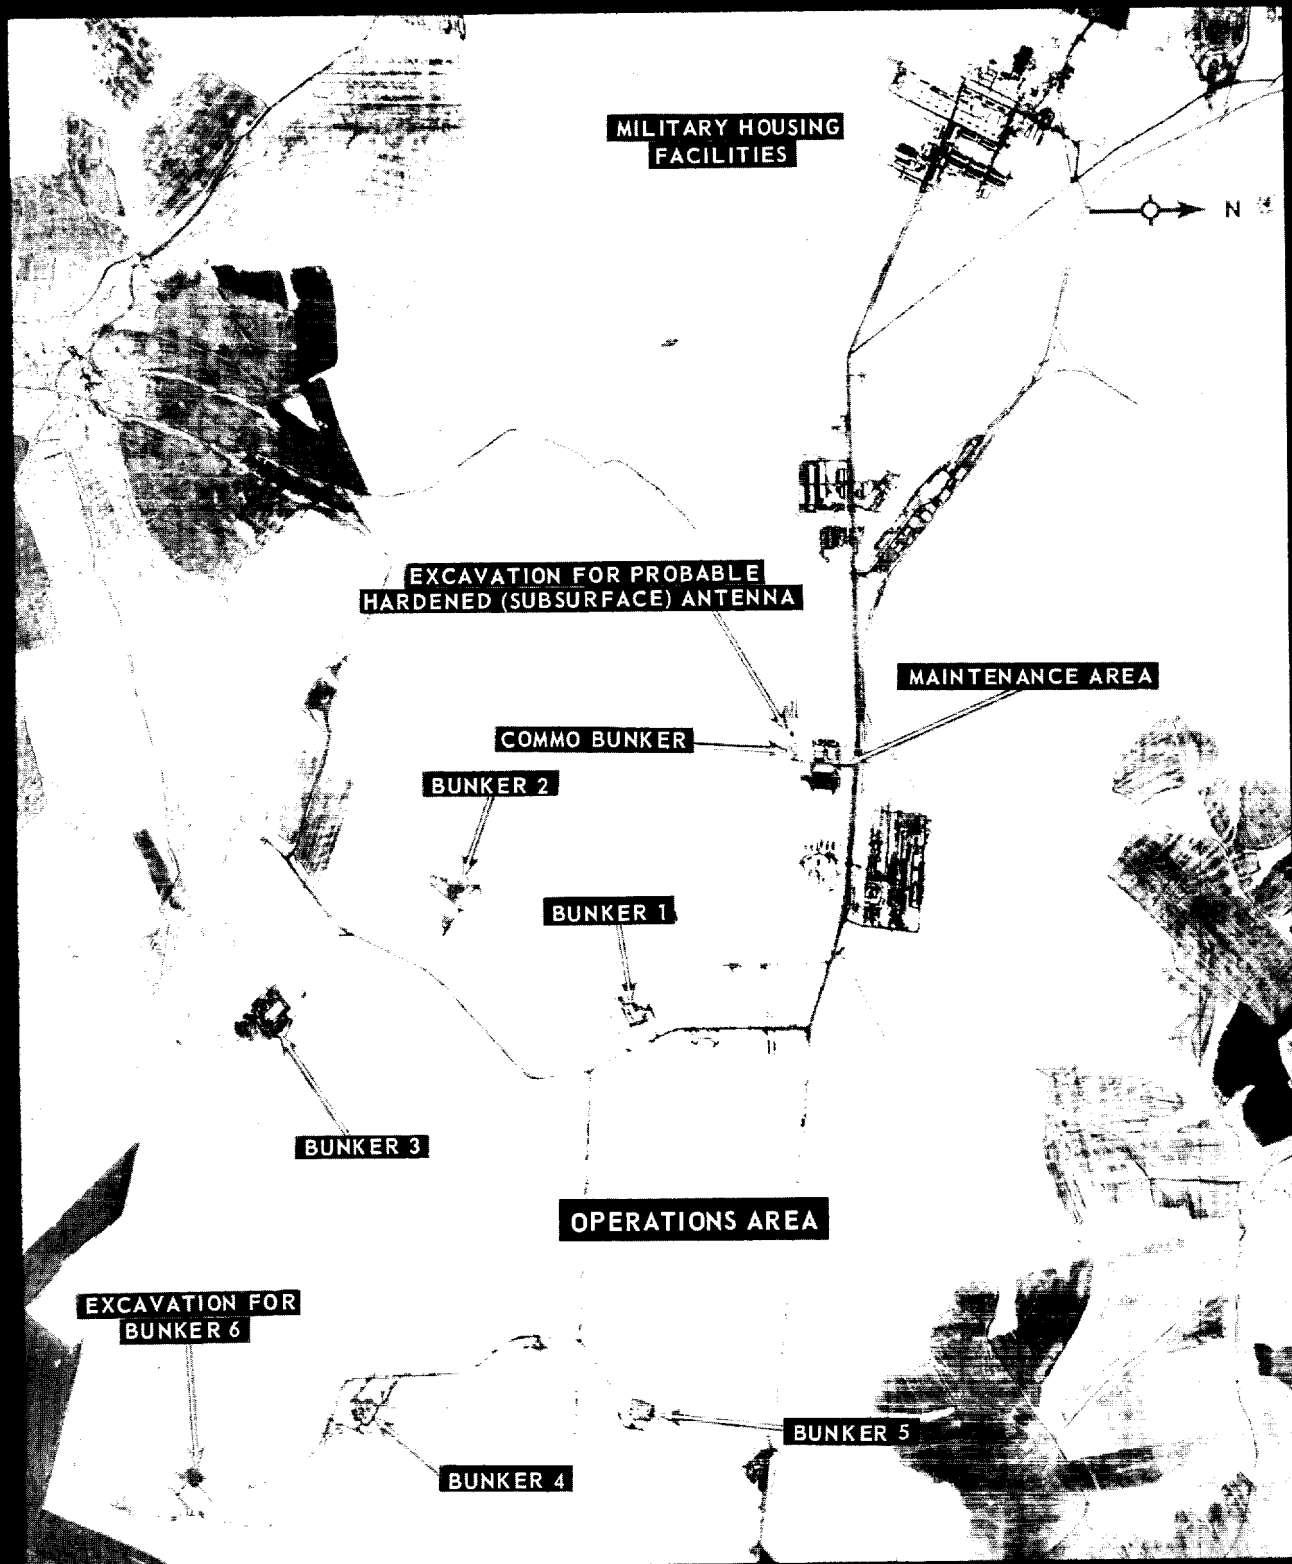 MILITARY HOUSING
FACILITIES
N
EXCAVATION FOR PROBABLE
HARDENED (SUBSURFACE) ANTENNA
MAINTENANCE AREA
COMMO BUNKER
BUNKER 2
BUNKER 1
BUNKER 3
OPERATIONS AREA
EXCAVATION FOR
BUNKER 6
BUNKER 5
BUNKER 4